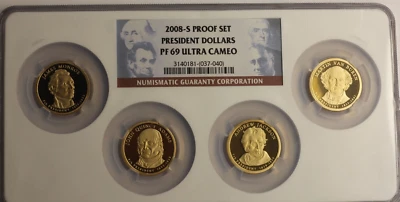 2008-S PROOF SET
PRESIDENT DOLLARS
PF 69 ULTRA CAMEO
3140181-(037-040)
NUMISMATIC GUARANTY CORPORATION
JAMES MONROE
JOHN QUINCY ADAMS
ANDREW JACKSON
MARTIN VAN BUREN